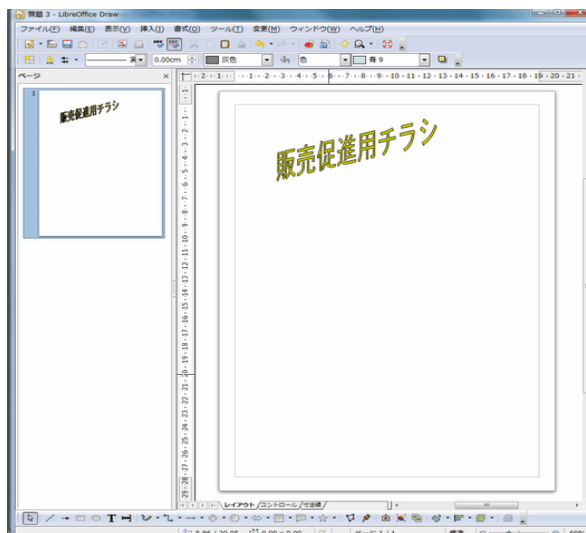 無題 3 - LibreOffice Draw
ファイル(F) 編集(E) 表示(V) 挿入(I) 書式(O) ツール(T) 変更(M) ウィンドウ(W) ヘルプ(H)
0.00cm 灰色 色 青 9
ページ
1
販売促進用チラシ
販売促進用チラシ
レイアウト コントロール 寸法線